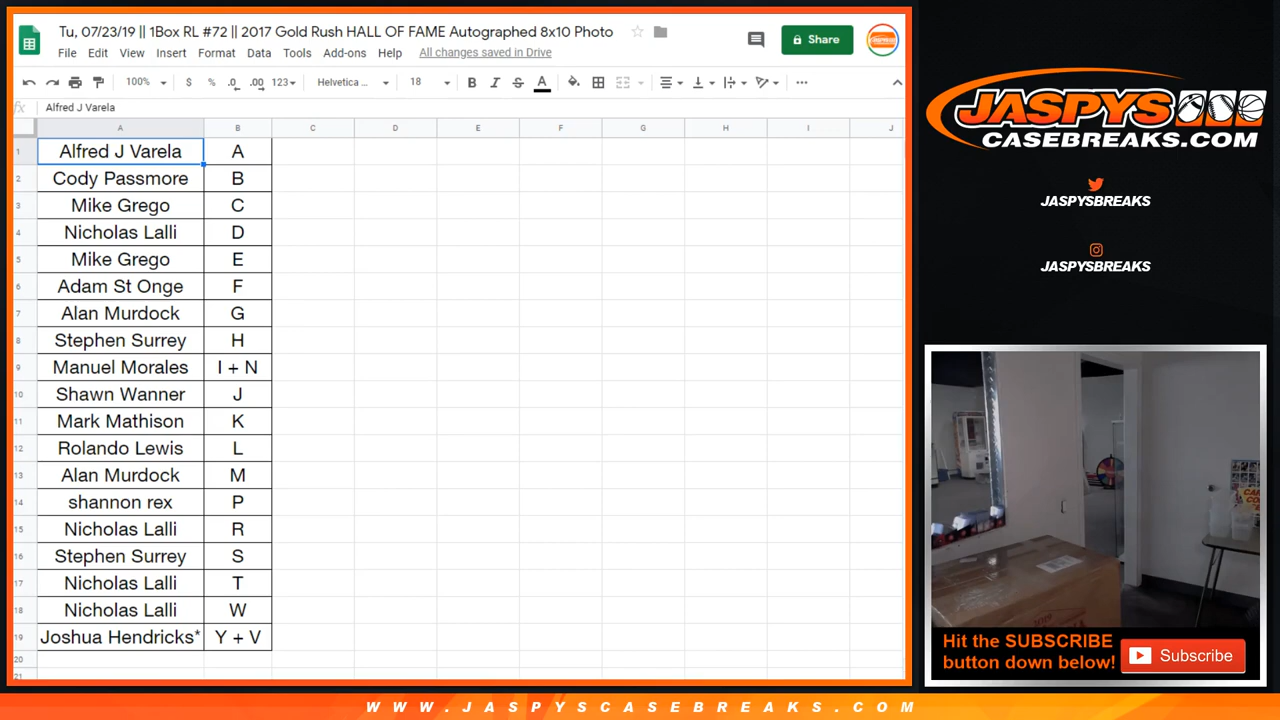 Tu, 07/23/19 || 1Box RL #72 || 2017 Gold Rush HALL OF FAME Autographed 8x10 Photo
File Edit View Insert Format Data Tools Add-ons Help All changes saved in Drive
Share
100% $ % .0 .00 123 Helvetica ... 18 B I S A
fx Alfred J Varela
A B C D E F G H I J
1 Alfred J Varela A
2 Cody Passmore B
3 Mike Grego C
4 Nicholas Lalli D
5 Mike Grego E
6 Adam St Onge F
7 Alan Murdock G
8 Stephen Surrey H
9 Manuel Morales I + N
10 Shawn Wanner J
11 Mark Mathison K
12 Rolando Lewis L
13 Alan Murdock M
14 shannon rex P
15 Nicholas Lalli R
16 Stephen Surrey S
17 Nicholas Lalli T
18 Nicholas Lalli W
19 Joshua Hendricks* Y + V
20
21
JASPYS
CASEBREAKS.COM
JASPYSBREAKS
JASPYSBREAKS
Hit the SUBSCRIBE
button down below!
Subscribe
WWW.JASPYSCASEBREAKS.COM